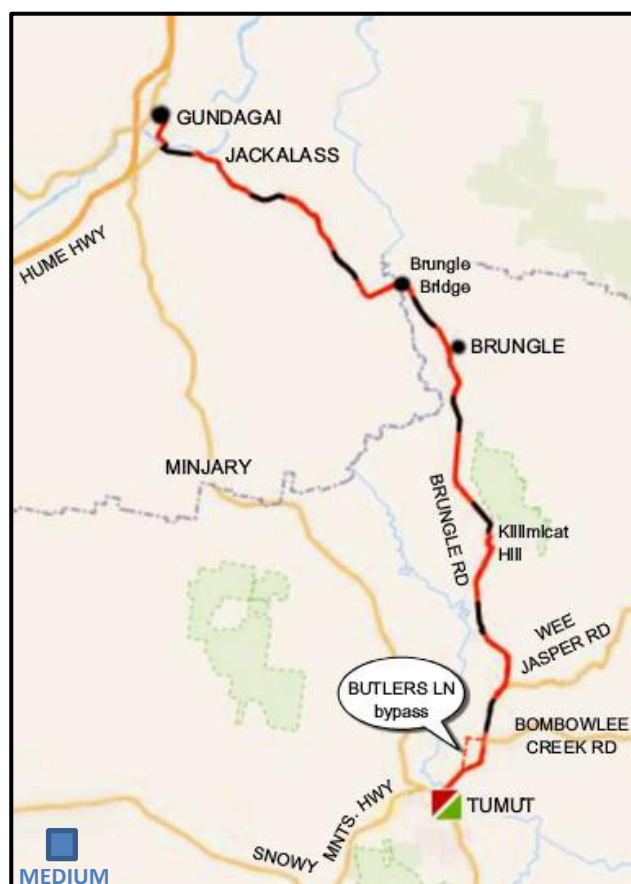 GUNDAGAI
JACKALASS
HUME HWY
Brungle
Bridge
BRUNGLE
MINJARY
BRUNGLE RD
Killimicat
Hill
WEE
JASPER RD
BUTLERS LN
bypass
BOMBOWLEE
CREEK RD
TUMUT
SNOWY MNTS. HWY
MEDIUM